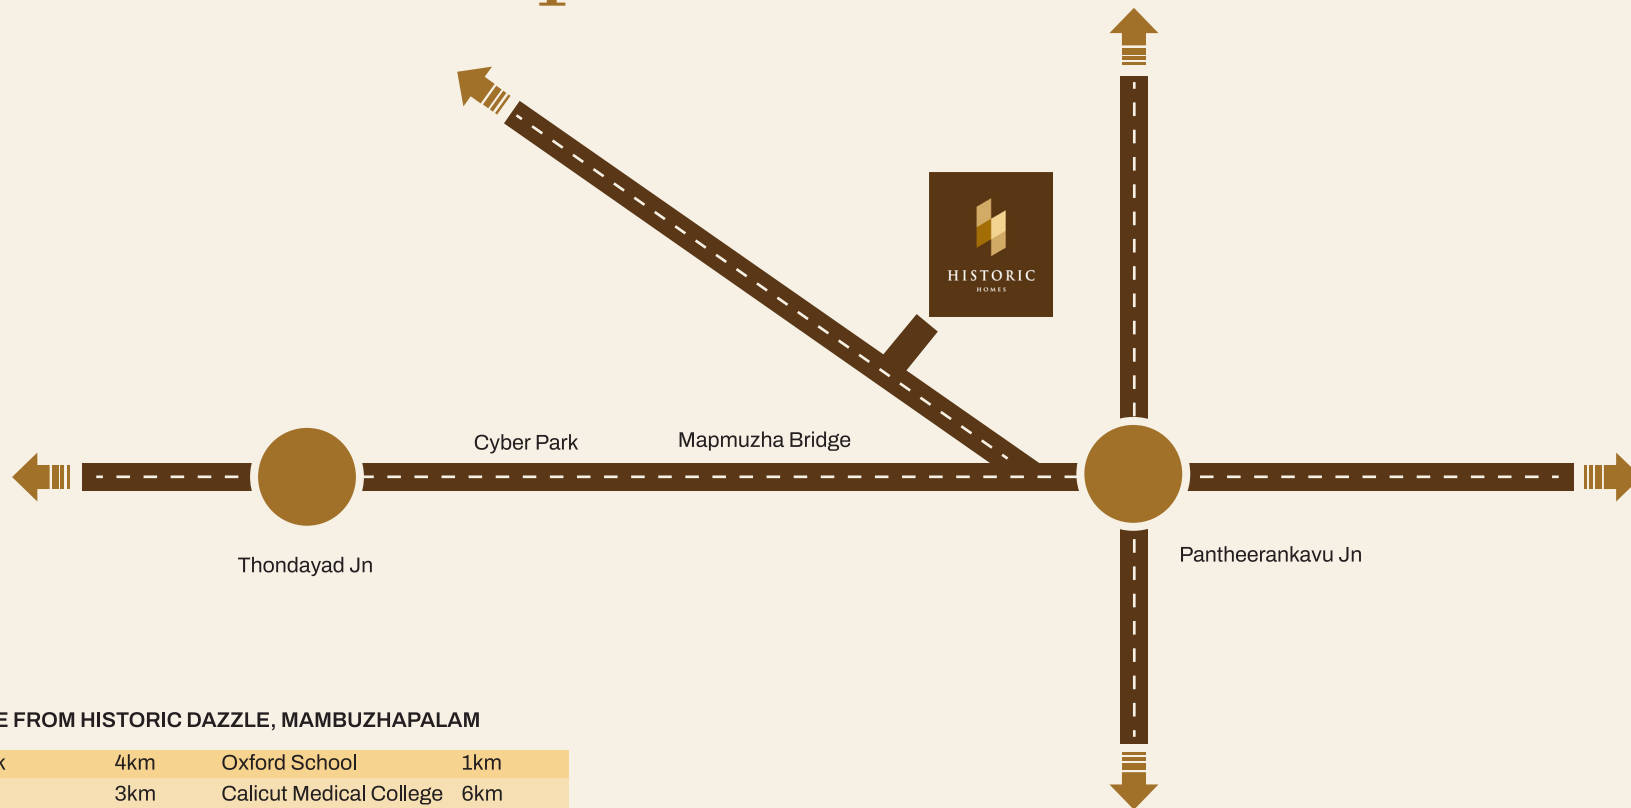 HISTORIC
HOMES
Cyber Park
Mapmuzha Bridge
Thondayad Jn
Pantheerankavu Jn
FROM HISTORIC DAZZLE, MAMBUZHAPALAM
4km Oxford School 1km
3km Calicut Medical College 6km